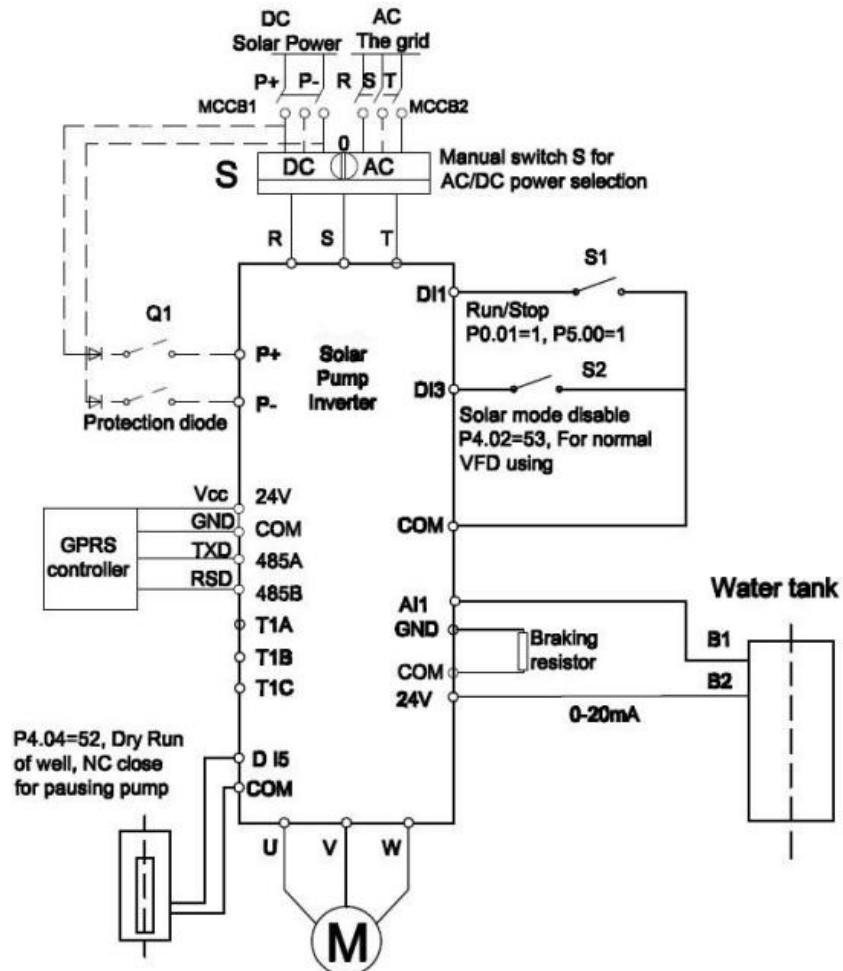 DC
Solar Power
AC
The grid
P+
P-
R
S
T
MCCB1
MCCB2
0
S
DC
AC
Manual switch S for
AC/DC power selection
R
S
T
S1
DI1
Run/Stop
P0.01=1, P5.00=1
Q1
P+
P-
Protection diode
Solar
Pump
Inverter
S2
DI3
Solar mode disable
P4.02=53, For normal
VFD using
COM
GPRS
controller
Vcc
24V
GND
COM
TXD
485A
RSD
485B
T1A
T1B
T1C
AI1
GND
Braking
resistor
COM
24V
Water tank
B1
B2
0-20mA
P4.04=52, Dry Run
of well, NC close
for pausing pump
D I5
COM
U
V
W
M